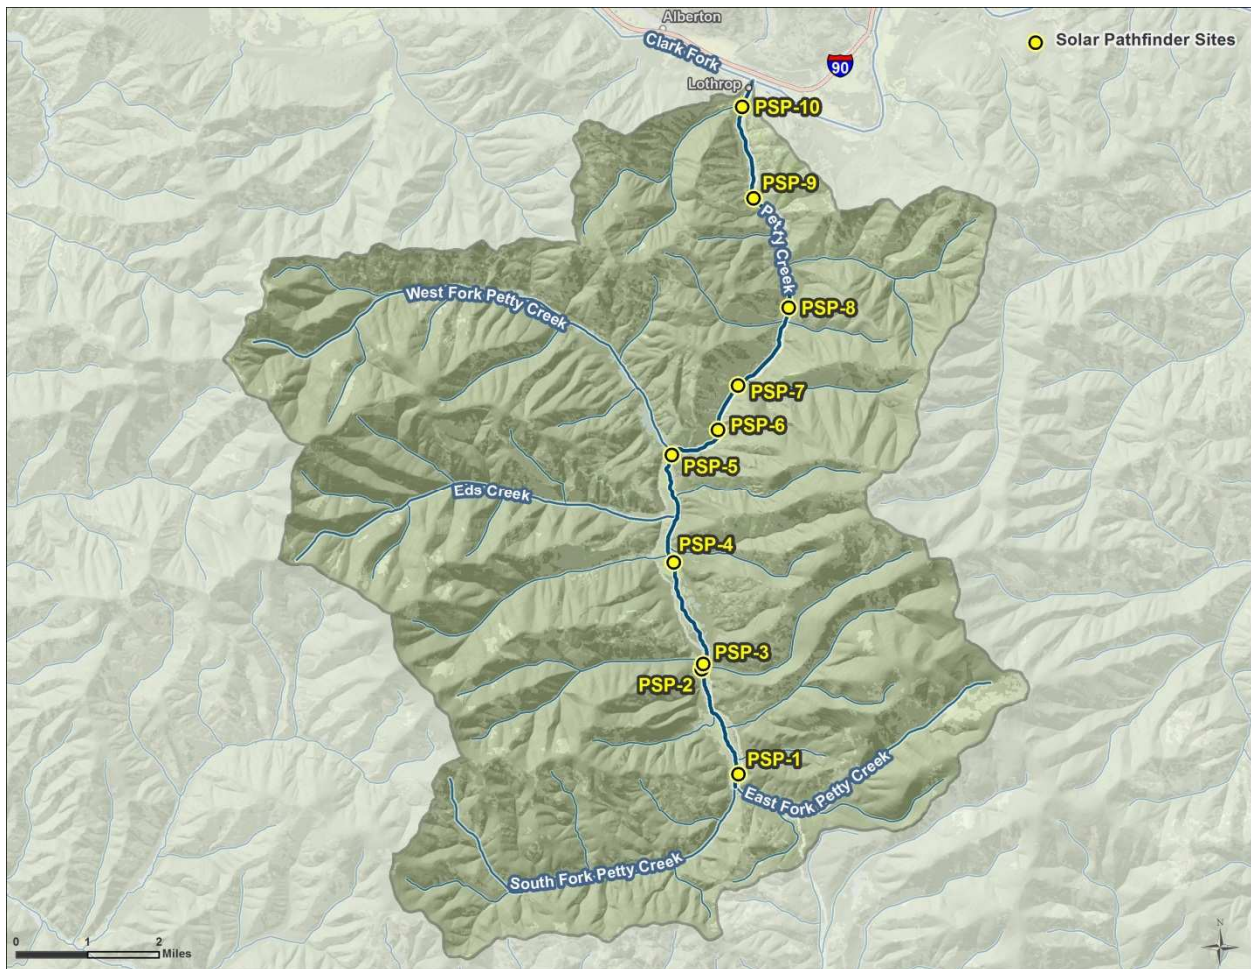 Alberton
Solar Pathfinder Sites
Clark Fork
90
Lothrop
PSP-10
PSP-9
Petty Creek
West Fork Petty Creek
PSP-8
PSP-7
PSP-6
PSP-5
Eds Creek
PSP-4
PSP-3
PSP-2
PSP-1
East Fork Petty Creek
South Fork Petty Creek
N
0 1 2
Miles